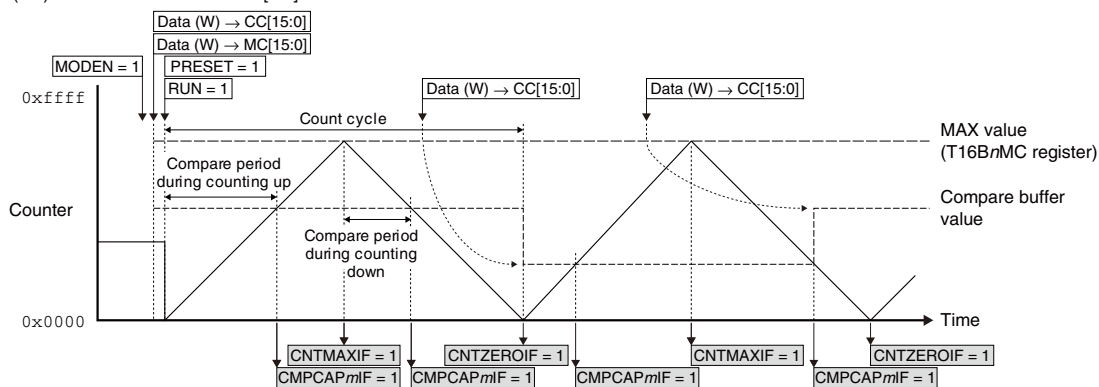 Data (W) → CC[15:0]
Data (W) → MC[15:0]
MODEN = 1
PRESET = 1
RUN = 1
Data (W) → CC[15:0]
Data (W) → CC[15:0]
0xffff
Count cycle
MAX value
(T16BnMC register)
Compare period
during counting up
Counter
Compare buffer
value
Compare period
during counting
down
0x0000
Time
CNTMAXIF = 1
CNTZEROIF = 1
CNTMAXIF = 1
CNTZEROIF = 1
CMPCAPmIF = 1
CMPCAPmIF = 1
CMPCAPmIF = 1
CMPCAPmIF = 1